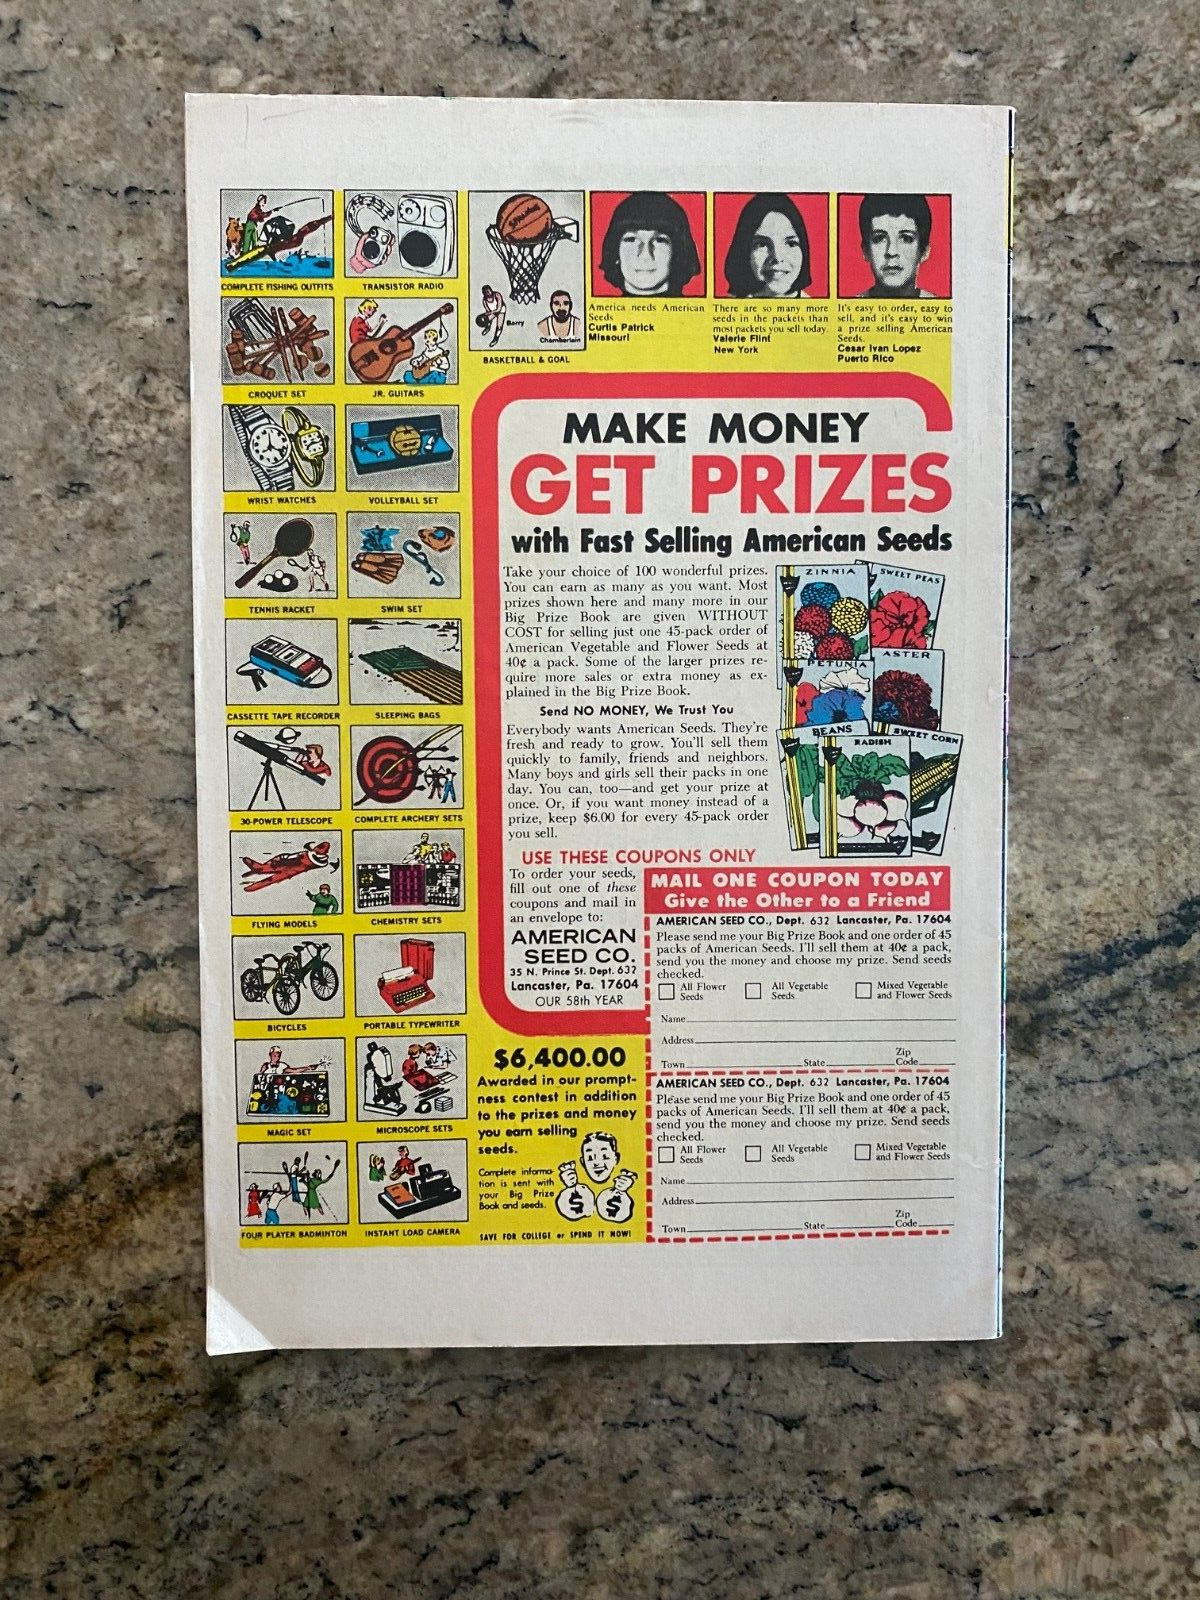 COMPLETE FISHING OUTFITS
TRANSISTOR RADIO
CROQUET SET
JR. GUITARS
WRIST WATCHES
VOLLEYBALL SET
TENNIS RACKET
SWIM SET
CASSETTE TAPE RECORDER
SLEEPING BAGS
30-POWER TELESCOPE
COMPLETE ARCHERY SETS
FLYING MODELS
CHEMISTRY SETS
BICYCLES
PORTABLE TYPEWRITER
MAGIC SET
MICROSCOPE SETS
FOUR PLAYER BADMINTON
INSTANT LOAD CAMERA
Barry
Chamberlain
BASKETBALL & GOAL
America needs American
Seeds
Curtis Patrick
Missouri
There are so many more
seeds in the packets than
most packets you sell today.
Valerie Flint
New York
It's easy to order, easy to
sell, and it's easy to win
a prize selling American
Seeds.
Cesar Ivan Lopez
Puerto Rico
MAKE MONEY
GET PRIZES
with Fast Selling American Seeds
Take your choice of 100 wonderful prizes.
You can earn as many as you want. Most
prizes shown here and many more in our
Big Prize Book are given WITHOUT
COST for selling just one 45-pack order of
American Vegetable and Flower Seeds at
40¢ a pack. Some of the larger prizes re-
quire more sales or extra money as ex-
plained in the Big Prize Book.
Send NO MONEY, We Trust You
Everybody wants American Seeds. They're
fresh and ready to grow. You'll sell them
quickly to family, friends and neighbors.
Many boys and girls sell their packs in one
day. You can, too—and get your prize at
once. Or, if you want money instead of a
prize, keep $6.00 for every 45-pack order
you sell.
ZINNIA
SWEET PEAS
PETUNIA
ASTER
BEANS
RADISH
SWEET CORN
USE THESE COUPONS ONLY
To order your seeds,
fill out one of these
coupons and mail in
an envelope to:
AMERICAN
SEED CO.
35 N. Prince St. Dept. 632
Lancaster, Pa. 17604
OUR 58th YEAR
MAIL ONE COUPON TODAY
Give the Other to a Friend
AMERICAN SEED CO., Dept. 632 Lancaster, Pa. 17604
Please send me your Big Prize Book and one order of 45
packs of American Seeds. I'll sell them at 40¢ a pack,
send you the money and choose my prize. Send seeds
checked.
All Flower Seeds
All Vegetable Seeds
Mixed Vegetable and Flower Seeds
Name
Address
Town State Zip Code
AMERICAN SEED CO., Dept. 632 Lancaster, Pa. 17604
Please send me your Big Prize Book and one order of 45
packs of American Seeds. I'll sell them at 40¢ a pack,
send you the money and choose my prize. Send seeds
checked.
All Flower Seeds
All Vegetable Seeds
Mixed Vegetable and Flower Seeds
Name
Address
Town State Zip Code
$6,400.00
Awarded in our prompt-
ness contest in addition
to the prizes and money
you earn selling
seeds.
Complete informa-
tion is sent with
your Big Prize
Book and seeds.
$ $
SAVE FOR COLLEGE or SPEND IT NOW!